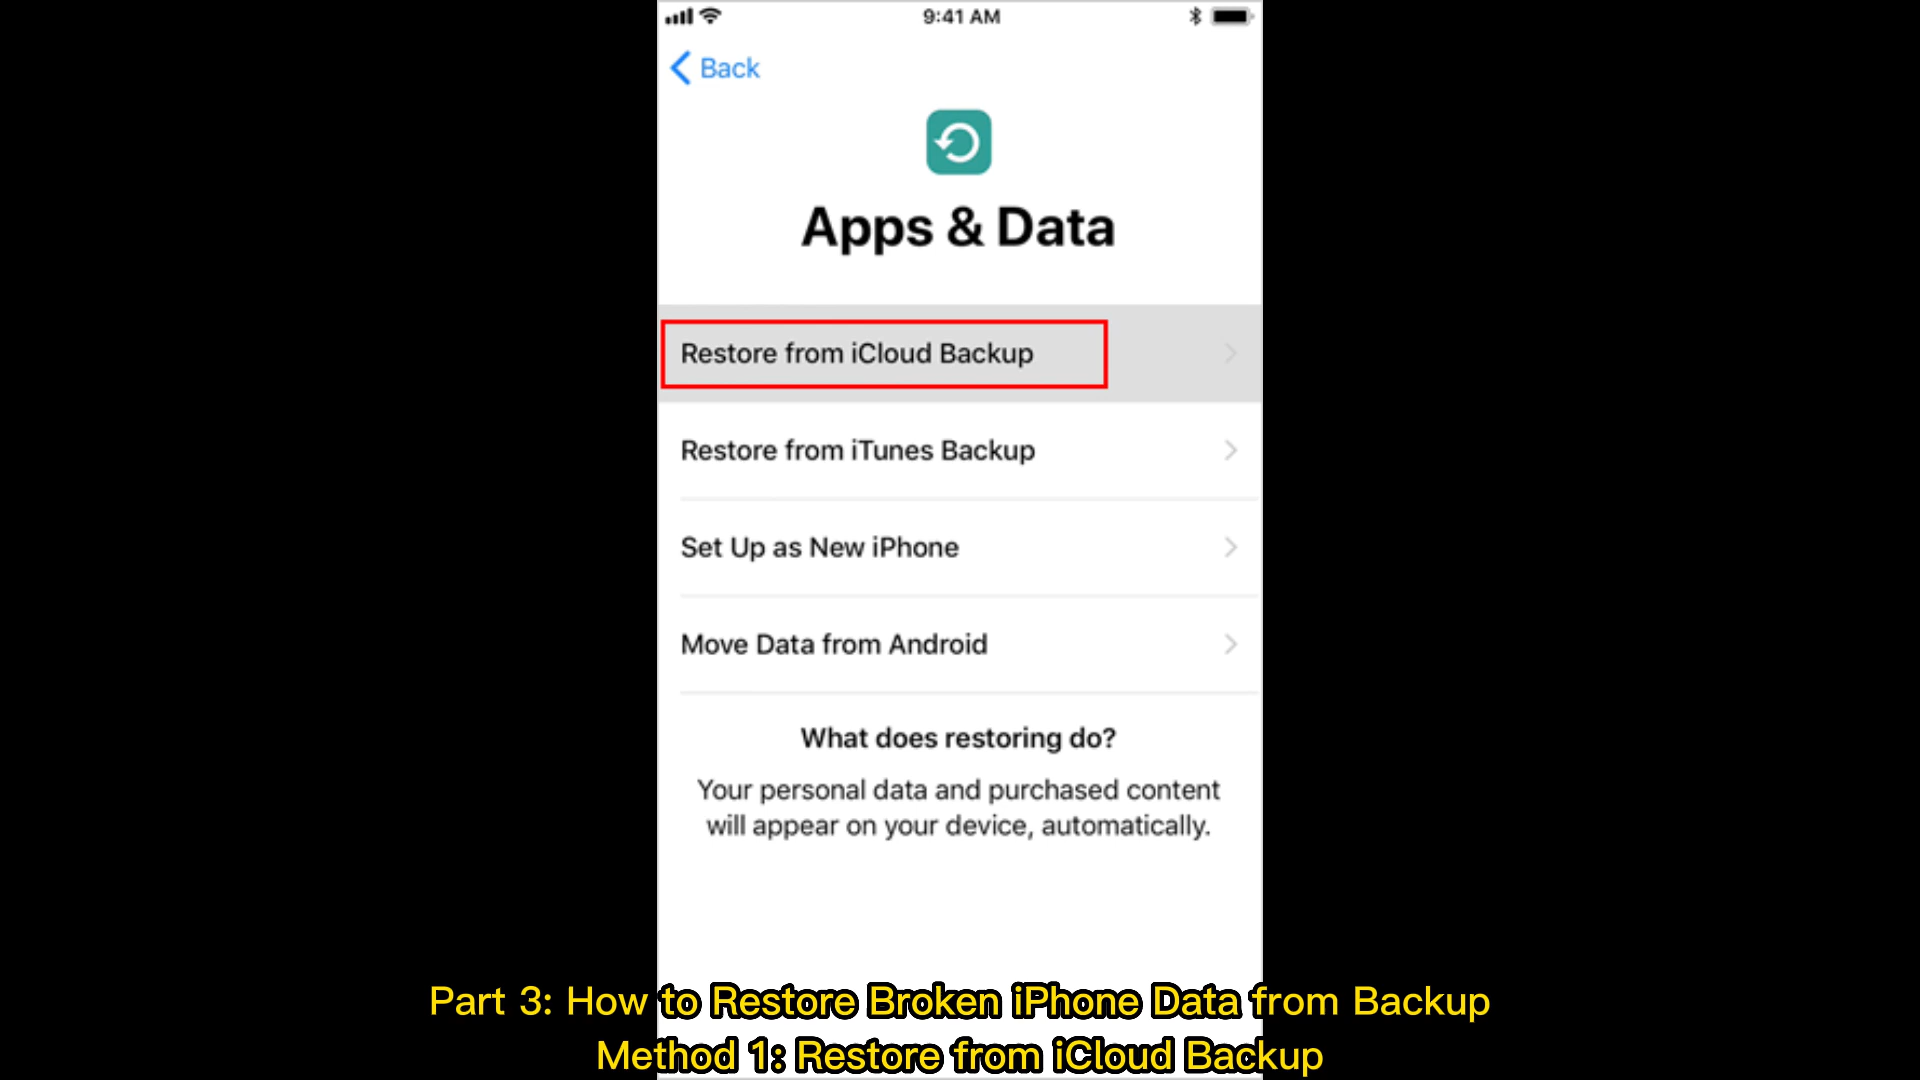 9:41 AM
Back
Apps & Data
Restore from iCloud Backup
Restore from iTunes Backup
Set Up as New iPhone
Move Data from Android
What does restoring do?
Your personal data and purchased content
will appear on your device, automatically.
Part 3: How to Restore Broken iPhone Data from Backup
Method 1: Restore from iCloud Backup